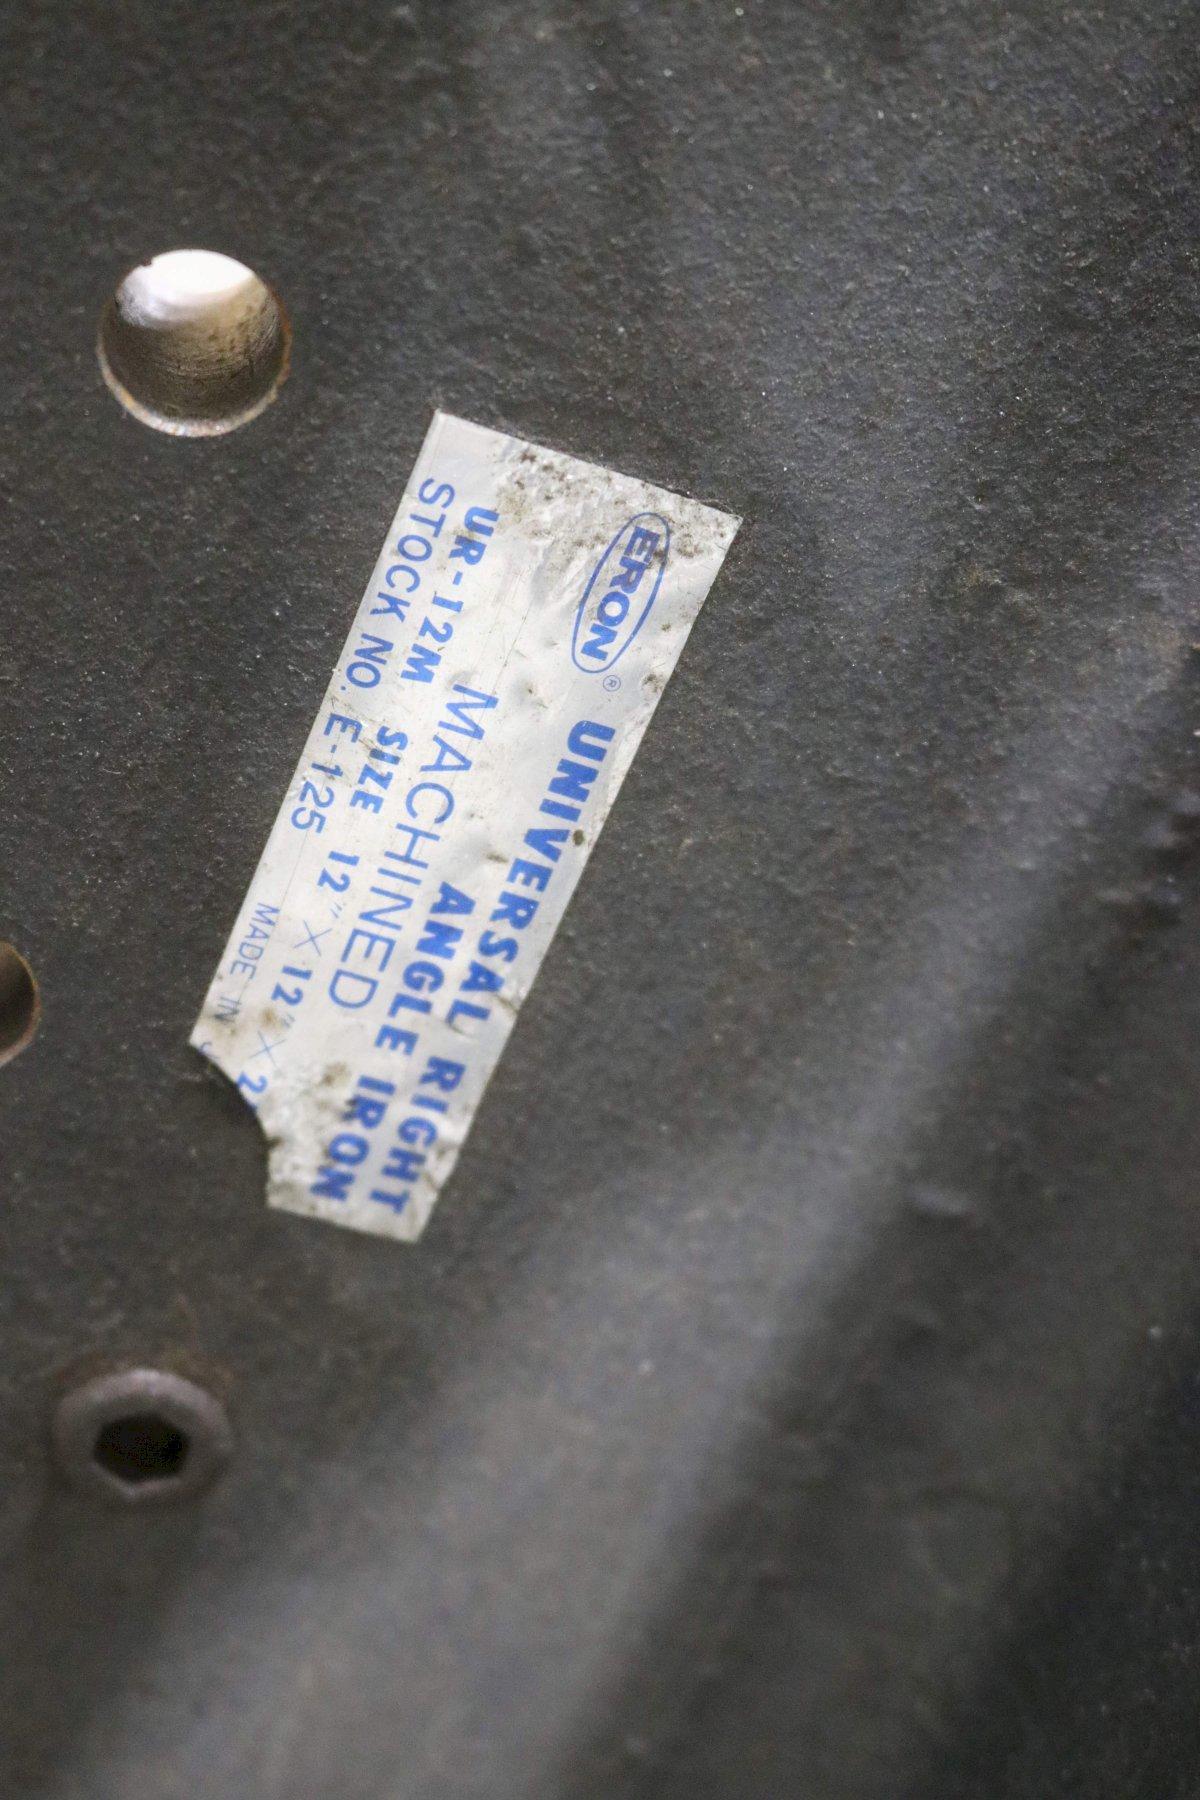 ERON® UNIVERSAL RIGHT
ANGLE IRON
MACHINED
UR-12M SIZE 12" X 12" X
STOCK NO. E-125
MADE IN